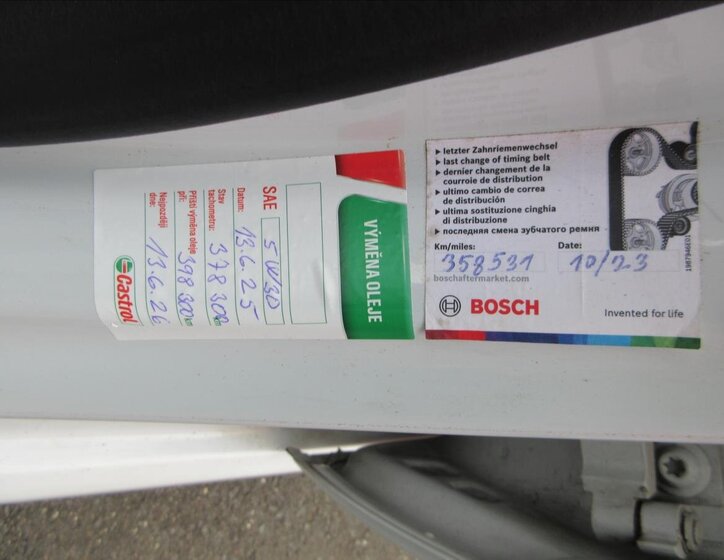 VÝMĚNA OLEJE
SAE 5W30
Datum: 13.6.25
Stav
tachometru: 378 300 km
Příští výměna oleje
při: 398 300 km
Nejpozději
dne: 13.6.26
Castrol
▸ letzter Zahnriemenwechsel
▸ last change of timing belt
▸ dernier changement de la
courroie de distribution
▸ ultimo cambio de correa
de distribución
▸ ultima sostituzione cinghia
di distribuzione
▸ последняя смена зубчатого ремня
Km/miles: Date:
358531 10/23
boschaftermarket.com
BOSCH
Invented for life